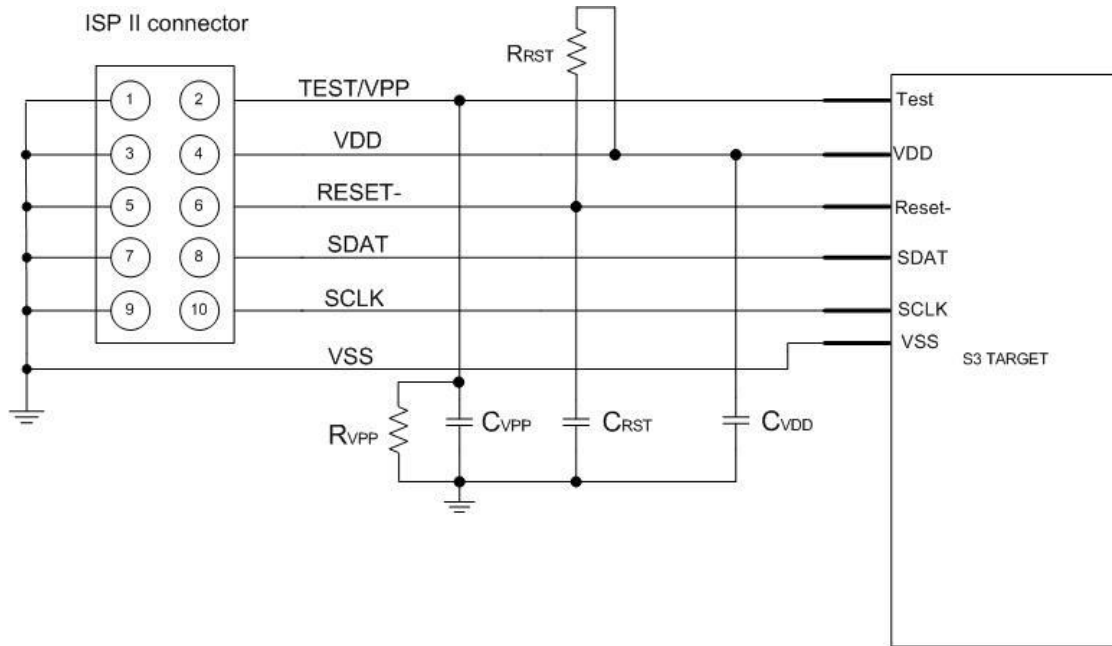 ISP II connector
RRST
1 2 TEST/VPP Test
3 4 VDD VDD
5 6 RESET- Reset-
7 8 SDAT SDAT
9 10 SCLK SCLK
VSS VSS
S3 TARGET
RVPP CVPP CRST CVDD